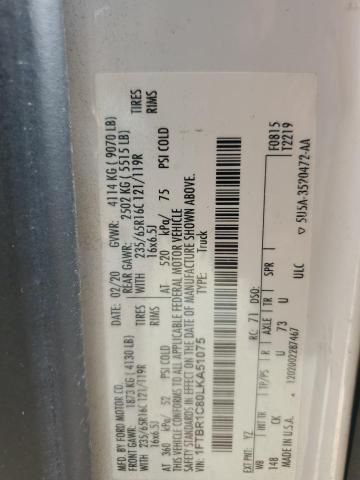 MFD. BY FORD MOTOR CO.
DATE: 02/20 GVWR: 4114 KG ( 9070 LB)
FRONT GAWR: 1873 KG ( 4130 LB) REAR GAWR: 2502 KG ( 5515 LB)
WITH 235/65R16C 121/119R TIRES WITH 235/65R16C 121/119R TIRES
16x6.5J RIMS 16x6.5J RIMS
AT 360 kPa/ 52 PSI COLD AT 520 kPa/ 75 PSI COLD
THIS VEHICLE CONFORMS TO ALL APPLICABLE FEDERAL MOTOR VEHICLE
SAFETY STANDARDS IN EFFECT ON THE DATE OF MANUFACTURE SHOWN ABOVE.
VIN: 1FTBR1C80LKA51075
TYPE: Truck
F0815
T2219
EXT PNT: YZ RC: 71 DSO:
WB INT TR TP/PS R AXLE TR SPR
148 CK 73 U U
MADE IN U.S.A. ULC
*1202002287467* 5U5A-3520472-AA